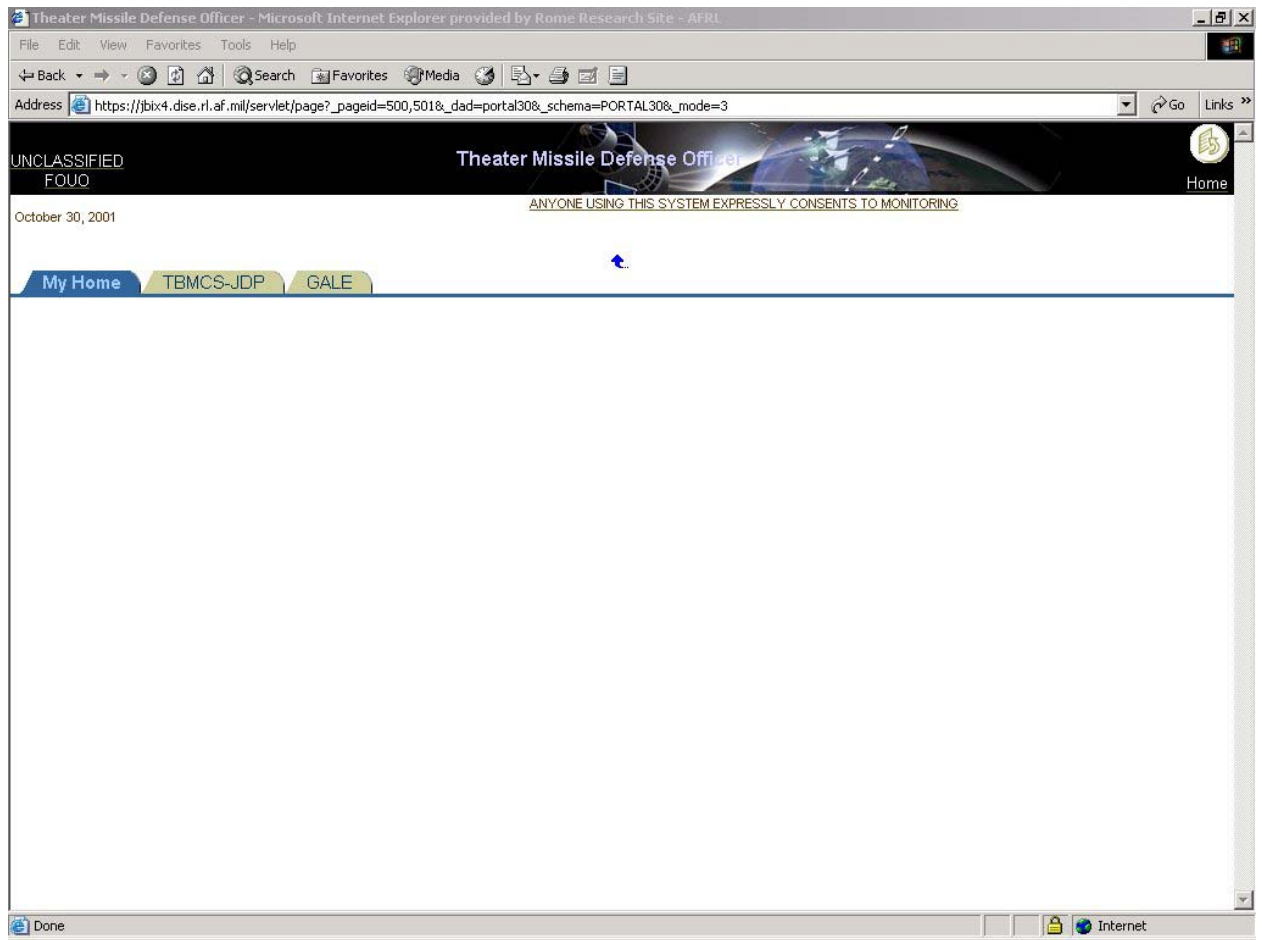 Theater Missile Defense Officer - Microsoft Internet Explorer provided by Rome Research Site - AFRL
File Edit View Favorites Tools Help
Back Search Favorites Media
Address https://jbix4.dise.rl.af.mil/servlet/page?_pageid=500,501&_dad=portal30&_schema=PORTAL30&_mode=3 Go Links »
UNCLASSIFIED
FOUO
Theater Missile Defense Officer
Home
ANYONE USING THIS SYSTEM EXPRESSLY CONSENTS TO MONITORING
October 30, 2001
My Home TBMCS-JDP GALE
Done Internet